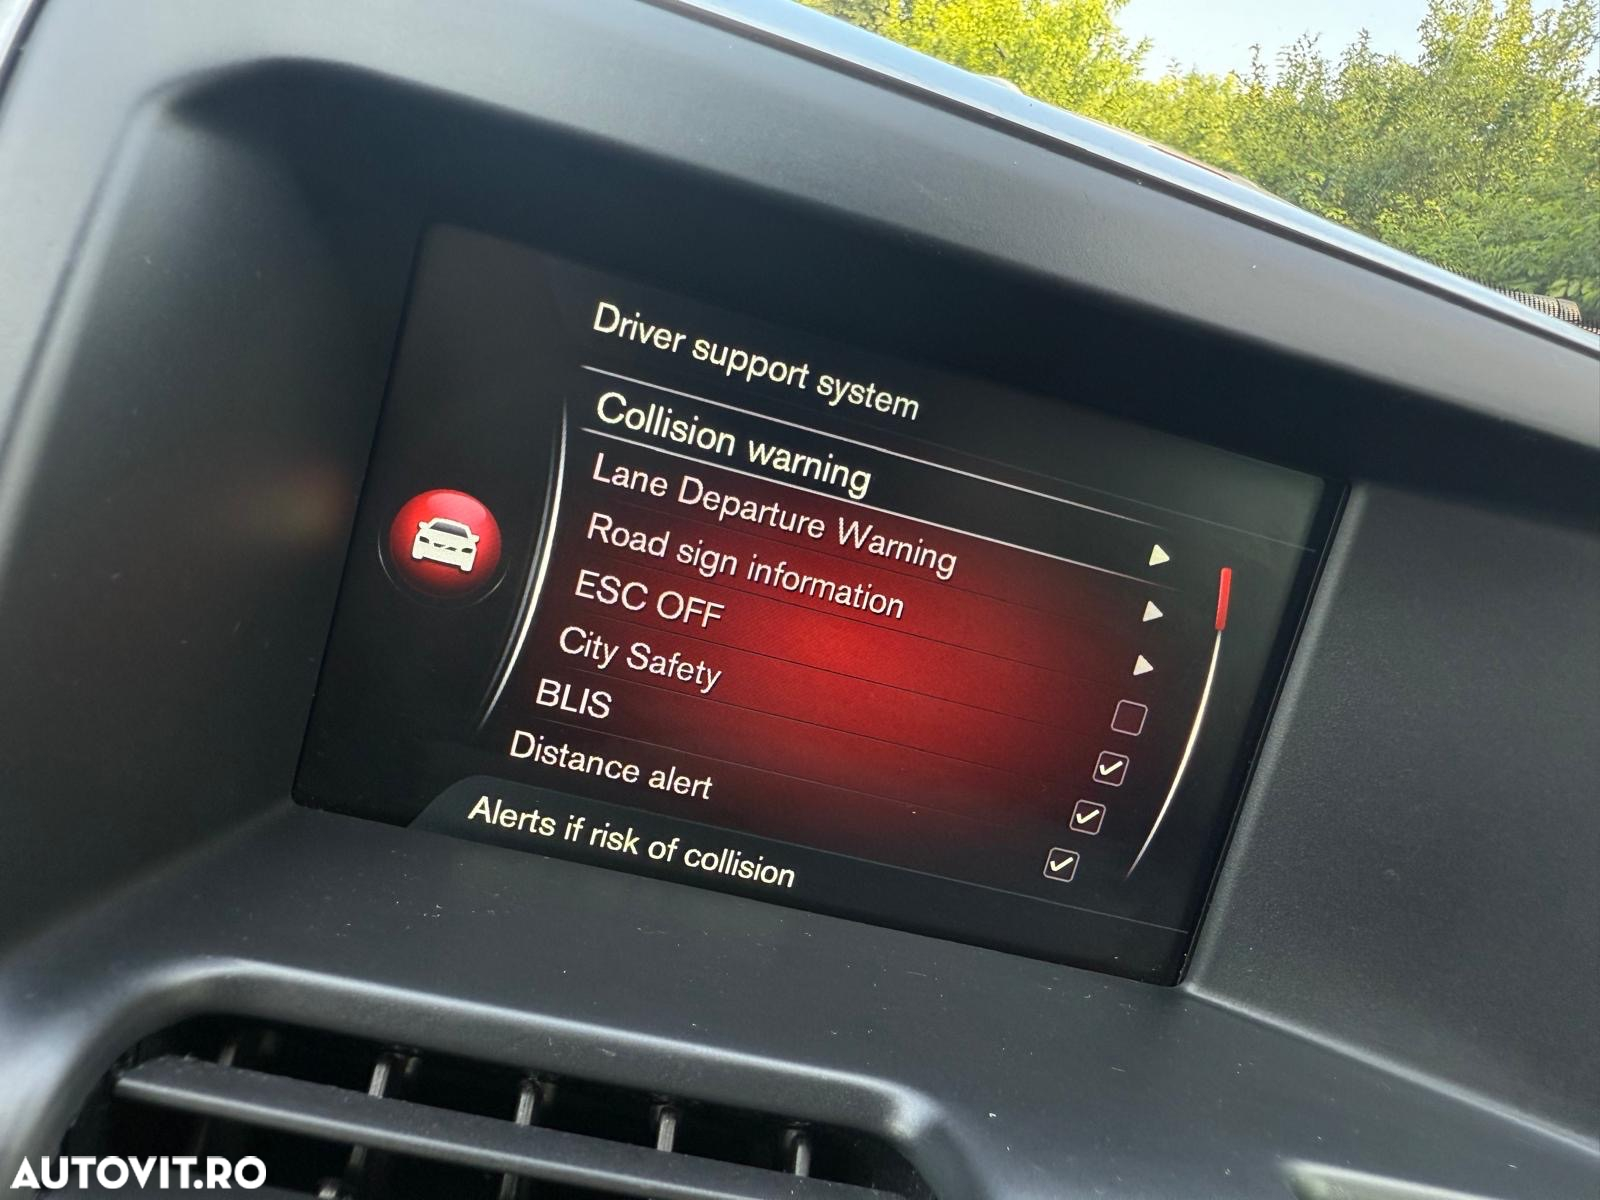 Driver support system
Collision warning
Lane Departure Warning
Road sign information
ESC OFF
City Safety
BLIS
Distance alert
Alerts if risk of collision
AUTOVIT.RO